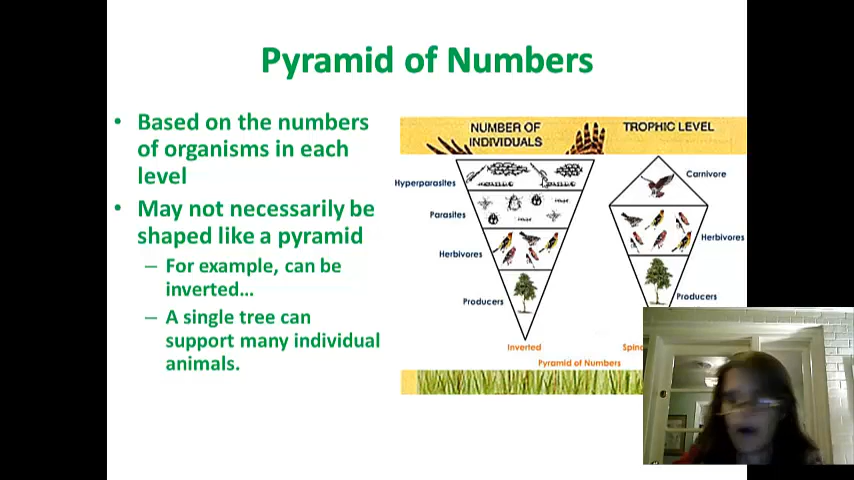 Pyramid of Numbers
• Based on the numbers
of organisms in each
level
• May not necessarily be
shaped like a pyramid
– For example, can be
inverted…
– A single tree can
support many individual
animals.
NUMBER OF
INDIVIDUALS
TROPHIC LEVEL
Hyperparasites
Parasites
Herbivores
Producers
Inverted
Carnivore
Herbivores
Producers
Pyramid of Numbers